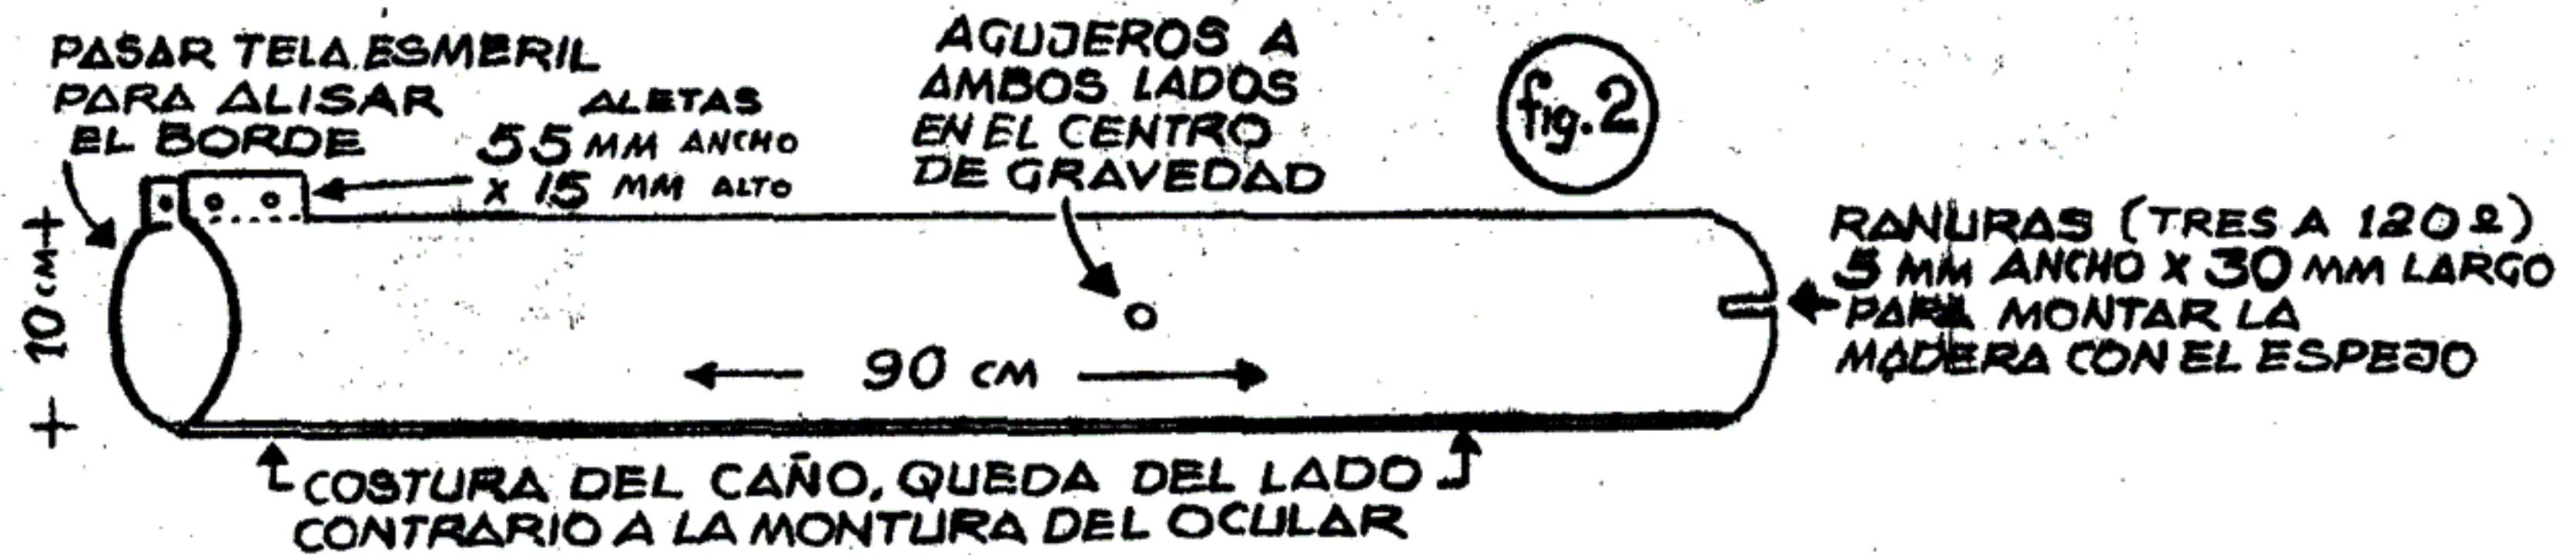 PASAR TELA ESMERIL
PARA ALISAR
EL BORDE
ALETAS
55 MM ANCHO
X 15 MM ALTO
AGUJEROS A
AMBOS LADOS
EN EL CENTRO
DE GRAVEDAD
fig. 2
RANURAS (TRES A 120º)
5 MM ANCHO X 30 MM LARGO
PARA MONTAR LA
MADERA CON EL ESPEJO
10 CM
90 CM
COSTURA DEL CAÑO, QUEDA DEL LADO
CONTRARIO A LA MONTURA DEL OCULAR